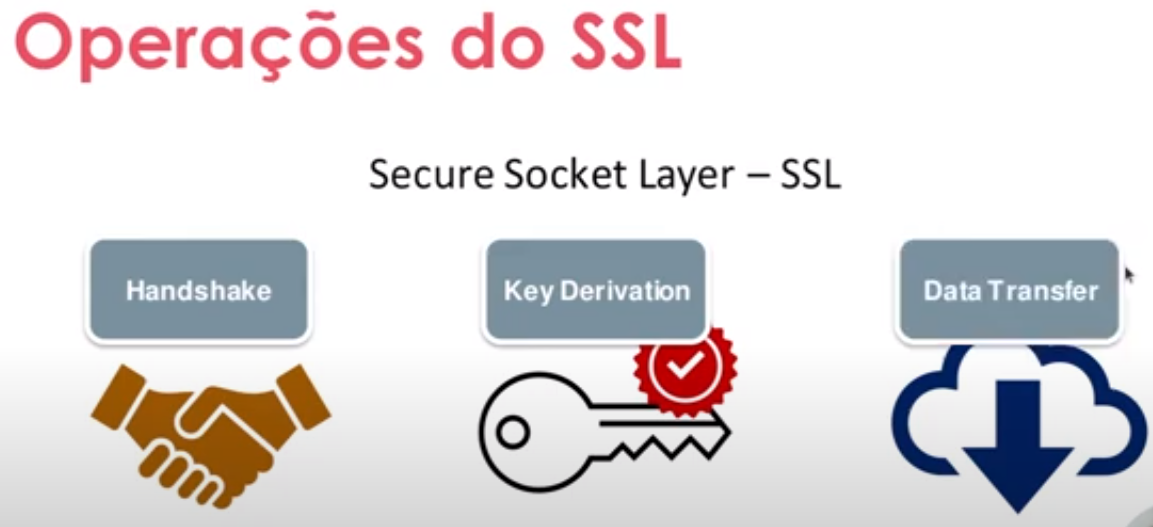 Operações do SSL
Secure Socket Layer – SSL
Handshake
Key Derivation
Data Transfer